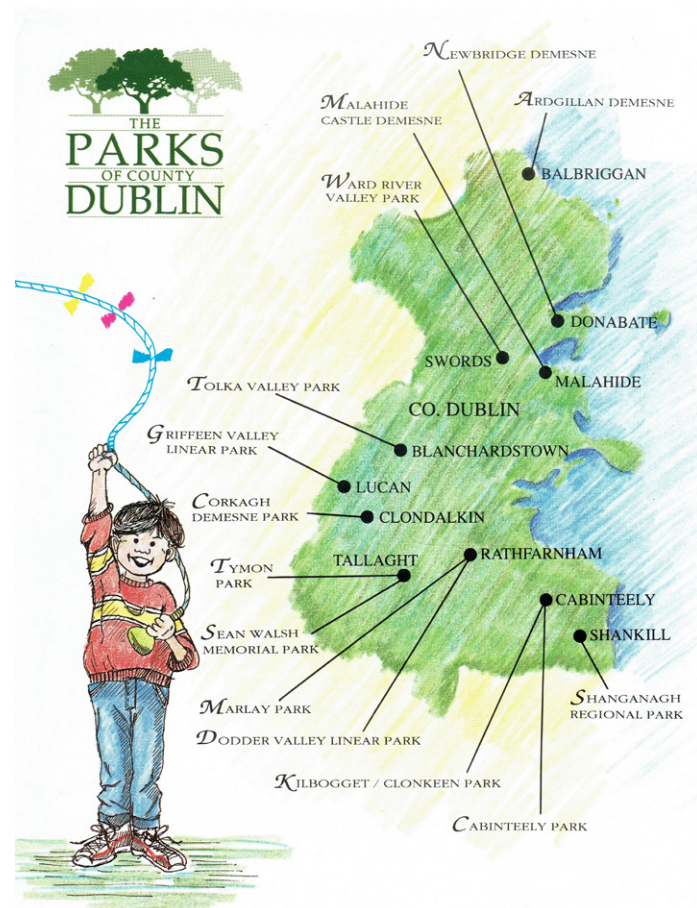 THE
PARKS
OF COUNTY
DUBLIN
NEWBRIDGE DEMESNE
MALAHIDE
CASTLE DEMESNE
ARDGILLAN DEMESNE
WARD RIVER
VALLEY PARK
BALBRIGGAN
DONABATE
SWORDS
MALAHIDE
TOLKA VALLEY PARK
CO. DUBLIN
GRIFFEEN VALLEY
LINEAR PARK
BLANCHARDSTOWN
LUCAN
CORKAGH
DEMESNE PARK
CLONDALKIN
TALLAGHT
RATHFARNHAM
TYMON
PARK
CABINTEELY
SEAN WALSH
MEMORIAL PARK
SHANKILL
SHANGANAGH
REGIONAL PARK
MARLAY PARK
DODDER VALLEY LINEAR PARK
KILBOGGET / CLONKEEN PARK
CABINTEELY PARK